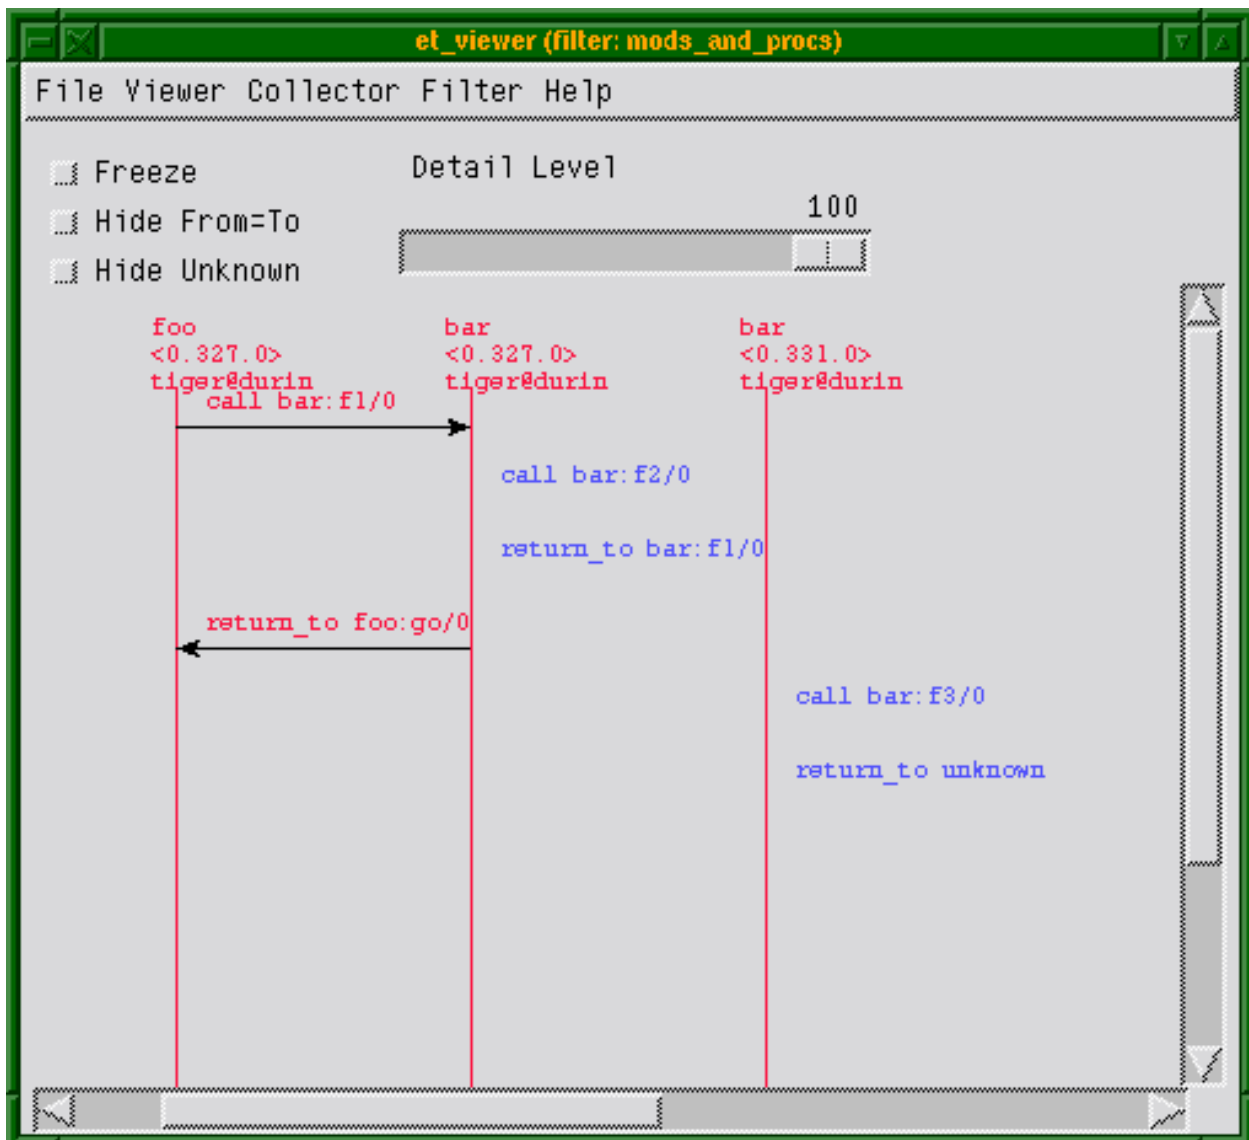 et_viewer (filter: mods_and_procs)
File Viewer Collector Filter Help
Freeze
Detail Level
Hide From=To
100
Hide Unknown
foo bar bar
<0.327.0> <0.327.0> <0.331.0>
tiger@durin tiger@durin tiger@durin
call bar:f1/0
call bar:f2/0
return_to bar:f1/0
return_to foo:go/0
call bar:f3/0
return_to unknown